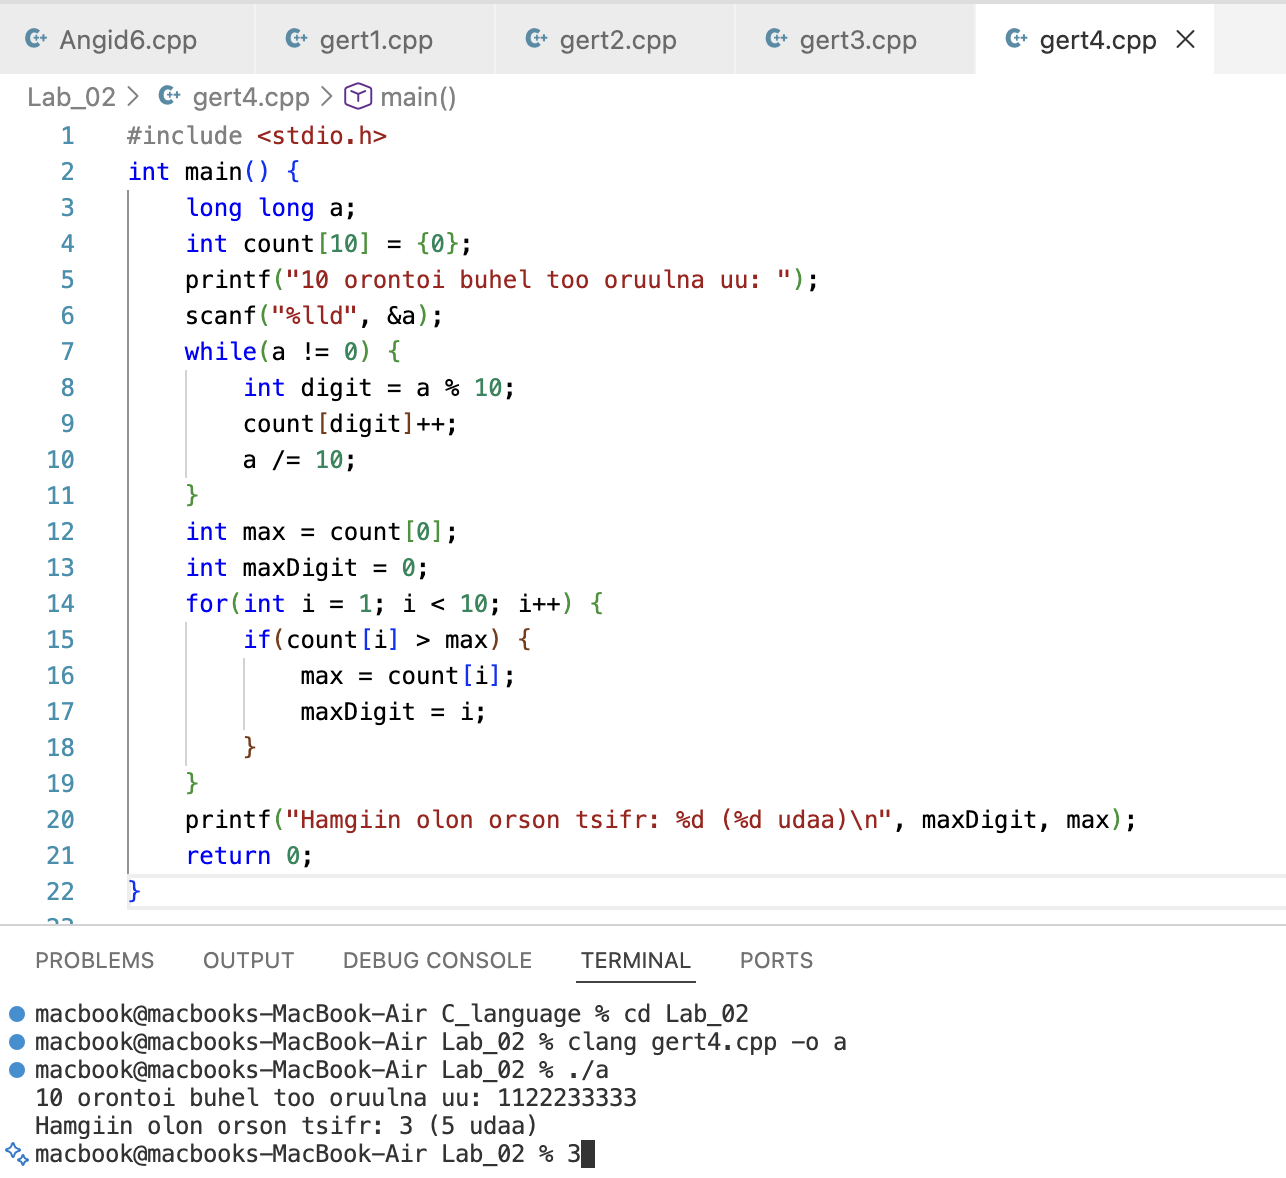 Angid6.cpp gert1.cpp gert2.cpp gert3.cpp gert4.cpp
Lab_02 > gert4.cpp > main()
1 #include <stdio.h>
2 int main() {
3     long long a;
4     int count[10] = {0};
5     printf("10 orontoi buhel too oruulna uu: ");
6     scanf("%lld", &a);
7     while(a != 0) {
8         int digit = a % 10;
9         count[digit]++;
10         a /= 10;
11     }
12     int max = count[0];
13     int maxDigit = 0;
14     for(int i = 1; i < 10; i++) {
15         if(count[i] > max) {
16             max = count[i];
17             maxDigit = i;
18         }
19     }
20     printf("Hamgiin olon orson tsifr: %d (%d udaa)\n", maxDigit, max);
21     return 0;
22 }
PROBLEMS OUTPUT DEBUG CONSOLE TERMINAL PORTS
macbook@macbooks-MacBook-Air C_language % cd Lab_02
macbook@macbooks-MacBook-Air Lab_02 % clang gert4.cpp -o a
macbook@macbooks-MacBook-Air Lab_02 % ./a
10 orontoi buhel too oruulna uu: 1122233333
Hamgiin olon orson tsifr: 3 (5 udaa)
macbook@macbooks-MacBook-Air Lab_02 % 3